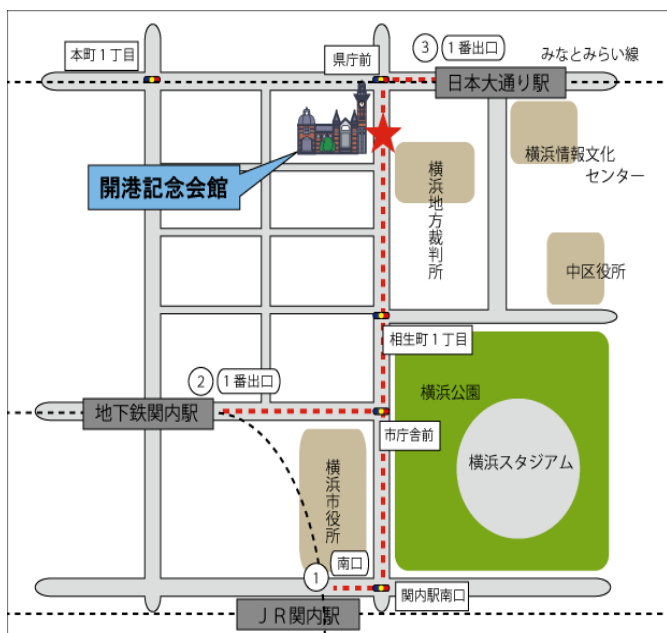 本町1丁目
県庁前
③ 1番出口
みなとみらい線
日本大通り駅
開港記念会館
横浜地方裁判所
横浜情報文化
センター
中区役所
相生町1丁目
② 1番出口
地下鉄関内駅
横浜公園
市庁舎前
横浜スタジアム
横浜市役所
南口
①
関内駅南口
JR関内駅